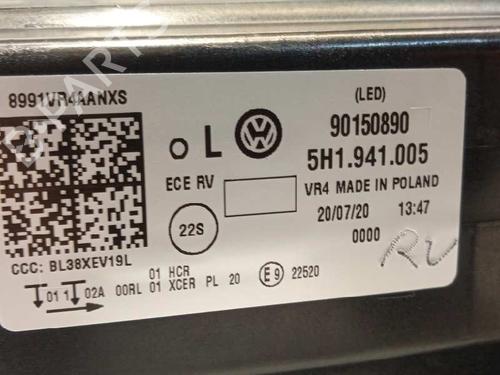 8991VR4AANXS
(LED)
O L
90150890
5H1.941.005
ECE RV
VR4 MADE IN POLAND
22S
20/07/20 13:47
0000
RV
CCC: BL38XEV19L
01 HCR
01 1 02A 00RL 01 XCER PL 20 E9 22520